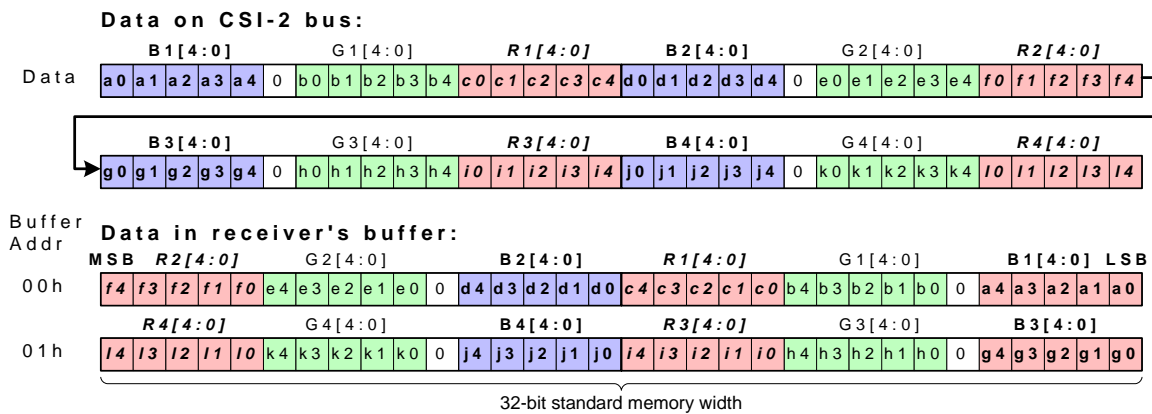 Data on CSI-2 bus:
B1[4:0] G1[4:0] R1[4:0] B2[4:0] G2[4:0] R2[4:0]
Data a0 a1 a2 a3 a4 0 b0 b1 b2 b3 b4 c0 c1 c2 c3 c4 d0 d1 d2 d3 d4 0 e0 e1 e2 e3 e4 f0 f1 f2 f3 f4
B3[4:0] G3[4:0] R3[4:0] B4[4:0] G4[4:0] R4[4:0]
g0 g1 g2 g3 g4 0 h0 h1 h2 h3 h4 i0 i1 i2 i3 i4 j0 j1 j2 j3 j4 0 k0 k1 k2 k3 k4 l0 l1 l2 l3 l4
Buffer
Addr Data in receiver's buffer:
MSB R2[4:0] G2[4:0] B2[4:0] R1[4:0] G1[4:0] B1[4:0] LSB
00h f4 f3 f2 f1 f0 e4 e3 e2 e1 e0 0 d4 d3 d2 d1 d0 c4 c3 c2 c1 c0 b4 b3 b2 b1 b0 0 a4 a3 a2 a1 a0
R4[4:0] G4[4:0] B4[4:0] R3[4:0] G3[4:0] B3[4:0]
01h l4 l3 l2 l1 l0 k4 k3 k2 k1 k0 0 j4 j3 j2 j1 j0 i4 i3 i2 i1 i0 h4 h3 h2 h1 h0 0 g4 g3 g2 g1 g0
32-bit standard memory width